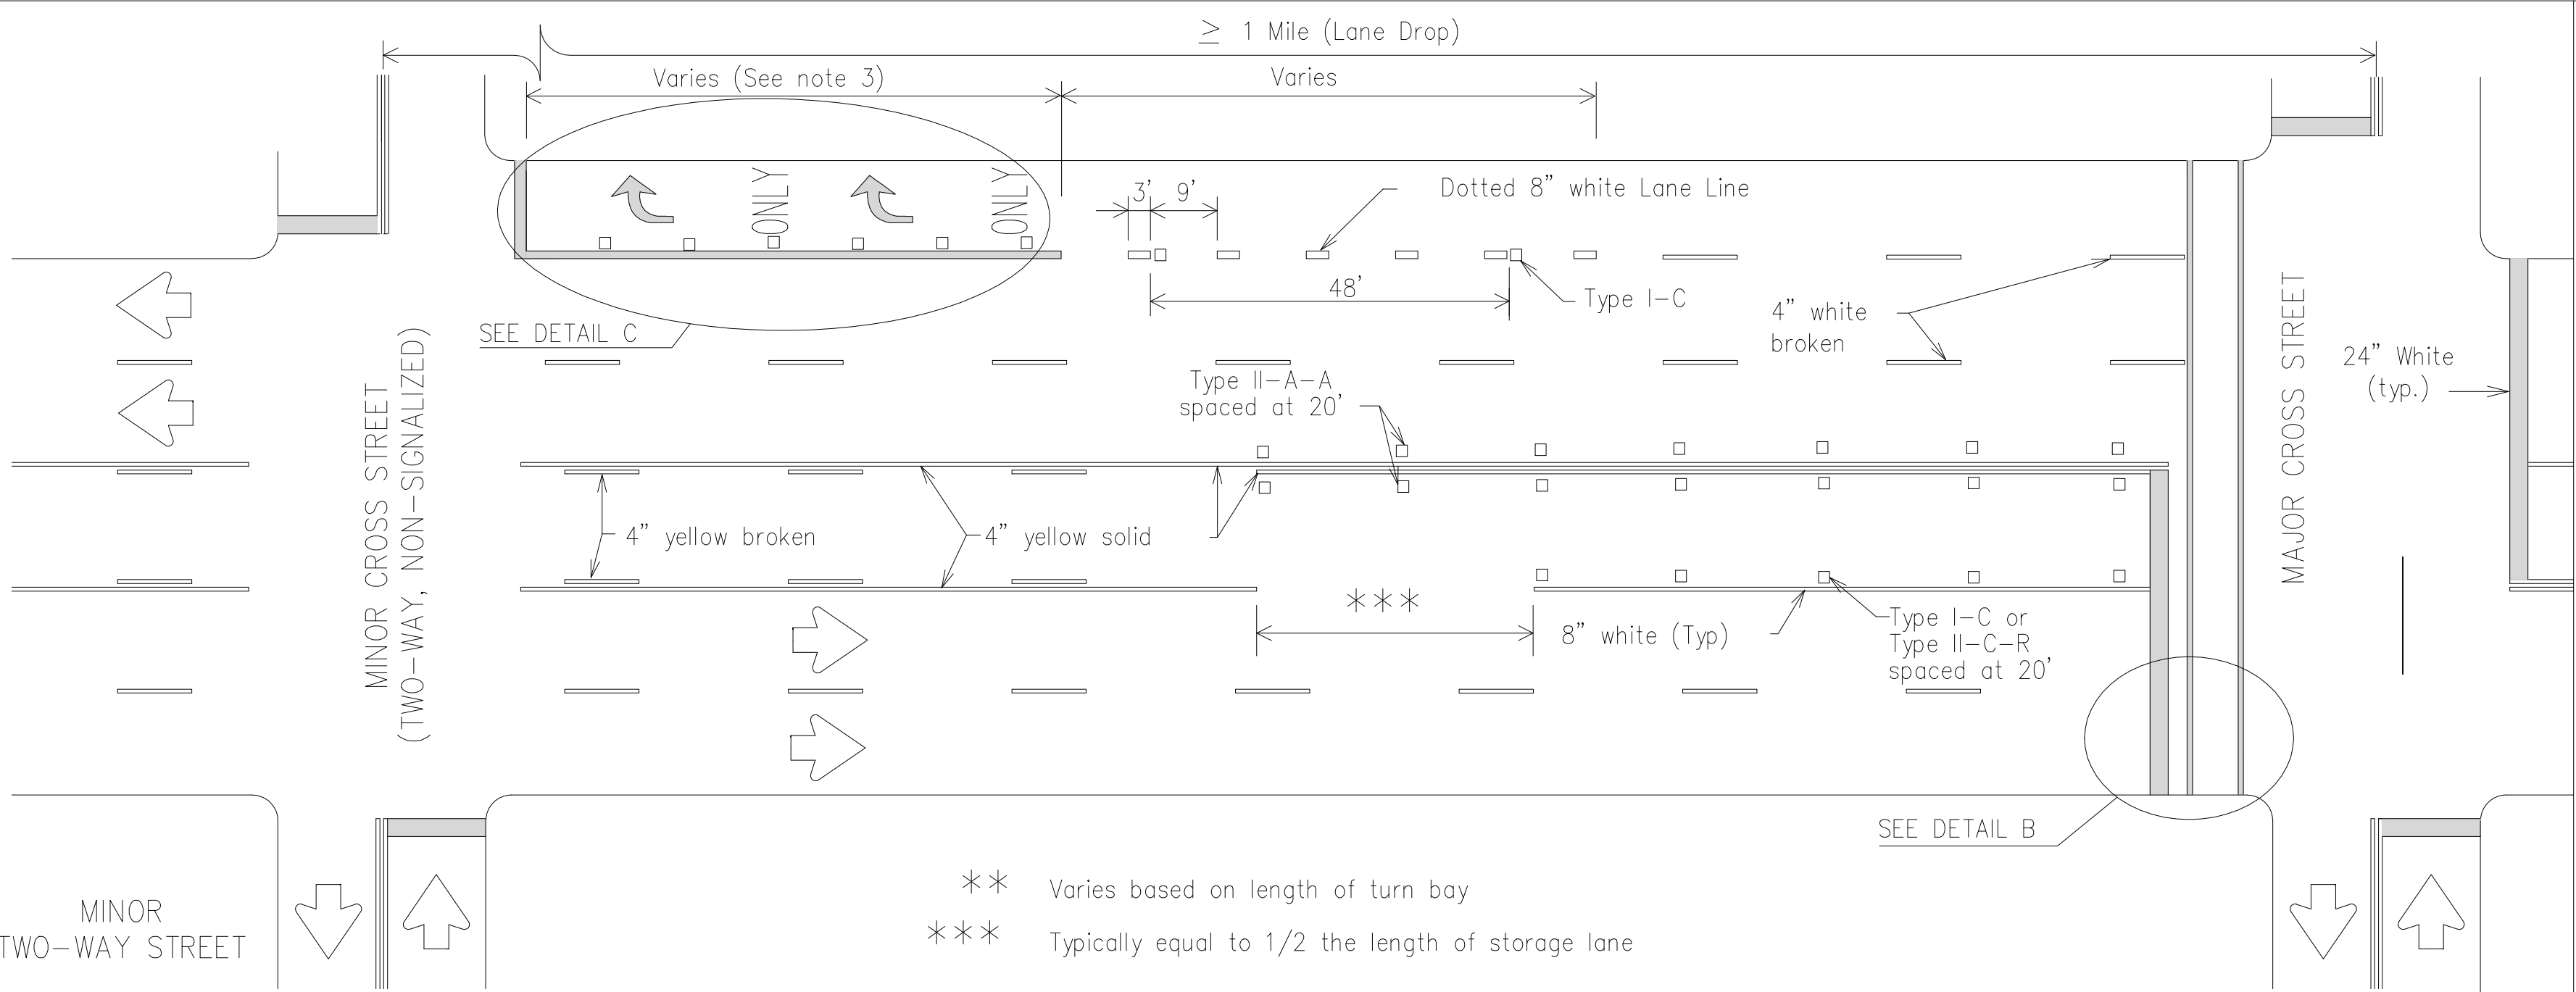 ≥ 1 Mile (Lane Drop)
Varies (See note 3)
Varies
ONLY
ONLY
3' 9'
Dotted 8" white Lane Line
48'
Type I-C
SEE DETAIL C
4" white
broken
24" White
(typ.)
MINOR CROSS STREET
(TWO-WAY, NON-SIGNALIZED)
MAJOR CROSS STREET
Type II-A-A
spaced at 20'
4" yellow broken
4" yellow solid
***
8" white (Typ)
Type I-C or
Type II-C-R
spaced at 20'
SEE DETAIL B
MINOR
TWO-WAY STREET
** Varies based on length of turn bay
*** Typically equal to 1/2 the length of storage lane